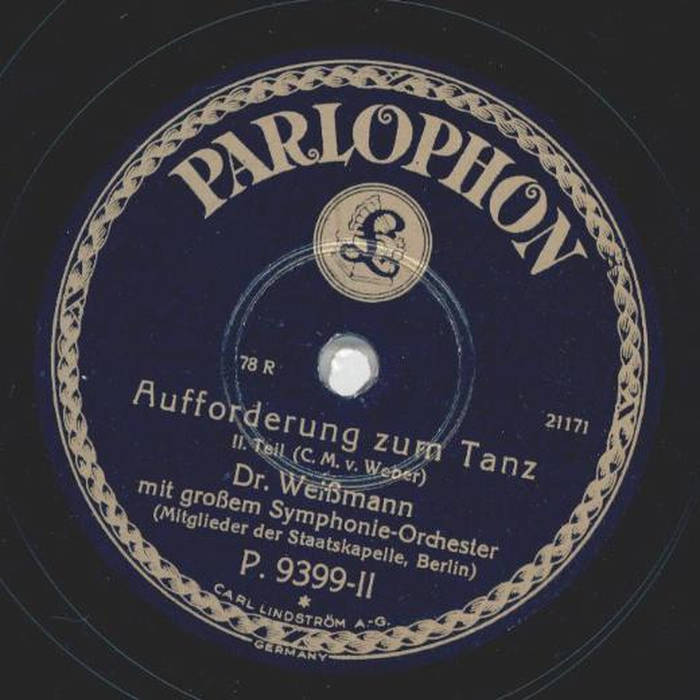 PARLOPHON
£
78 R
21171
Aufforderung zum Tanz
II. Teil (C. M. v. Weber)
Dr. Weißmann
mit großem Symphonie-Orchester
(Mitglieder der Staatskapelle, Berlin)
P. 9399-II
CARL LINDSTRÖM A.-G.
GERMANY